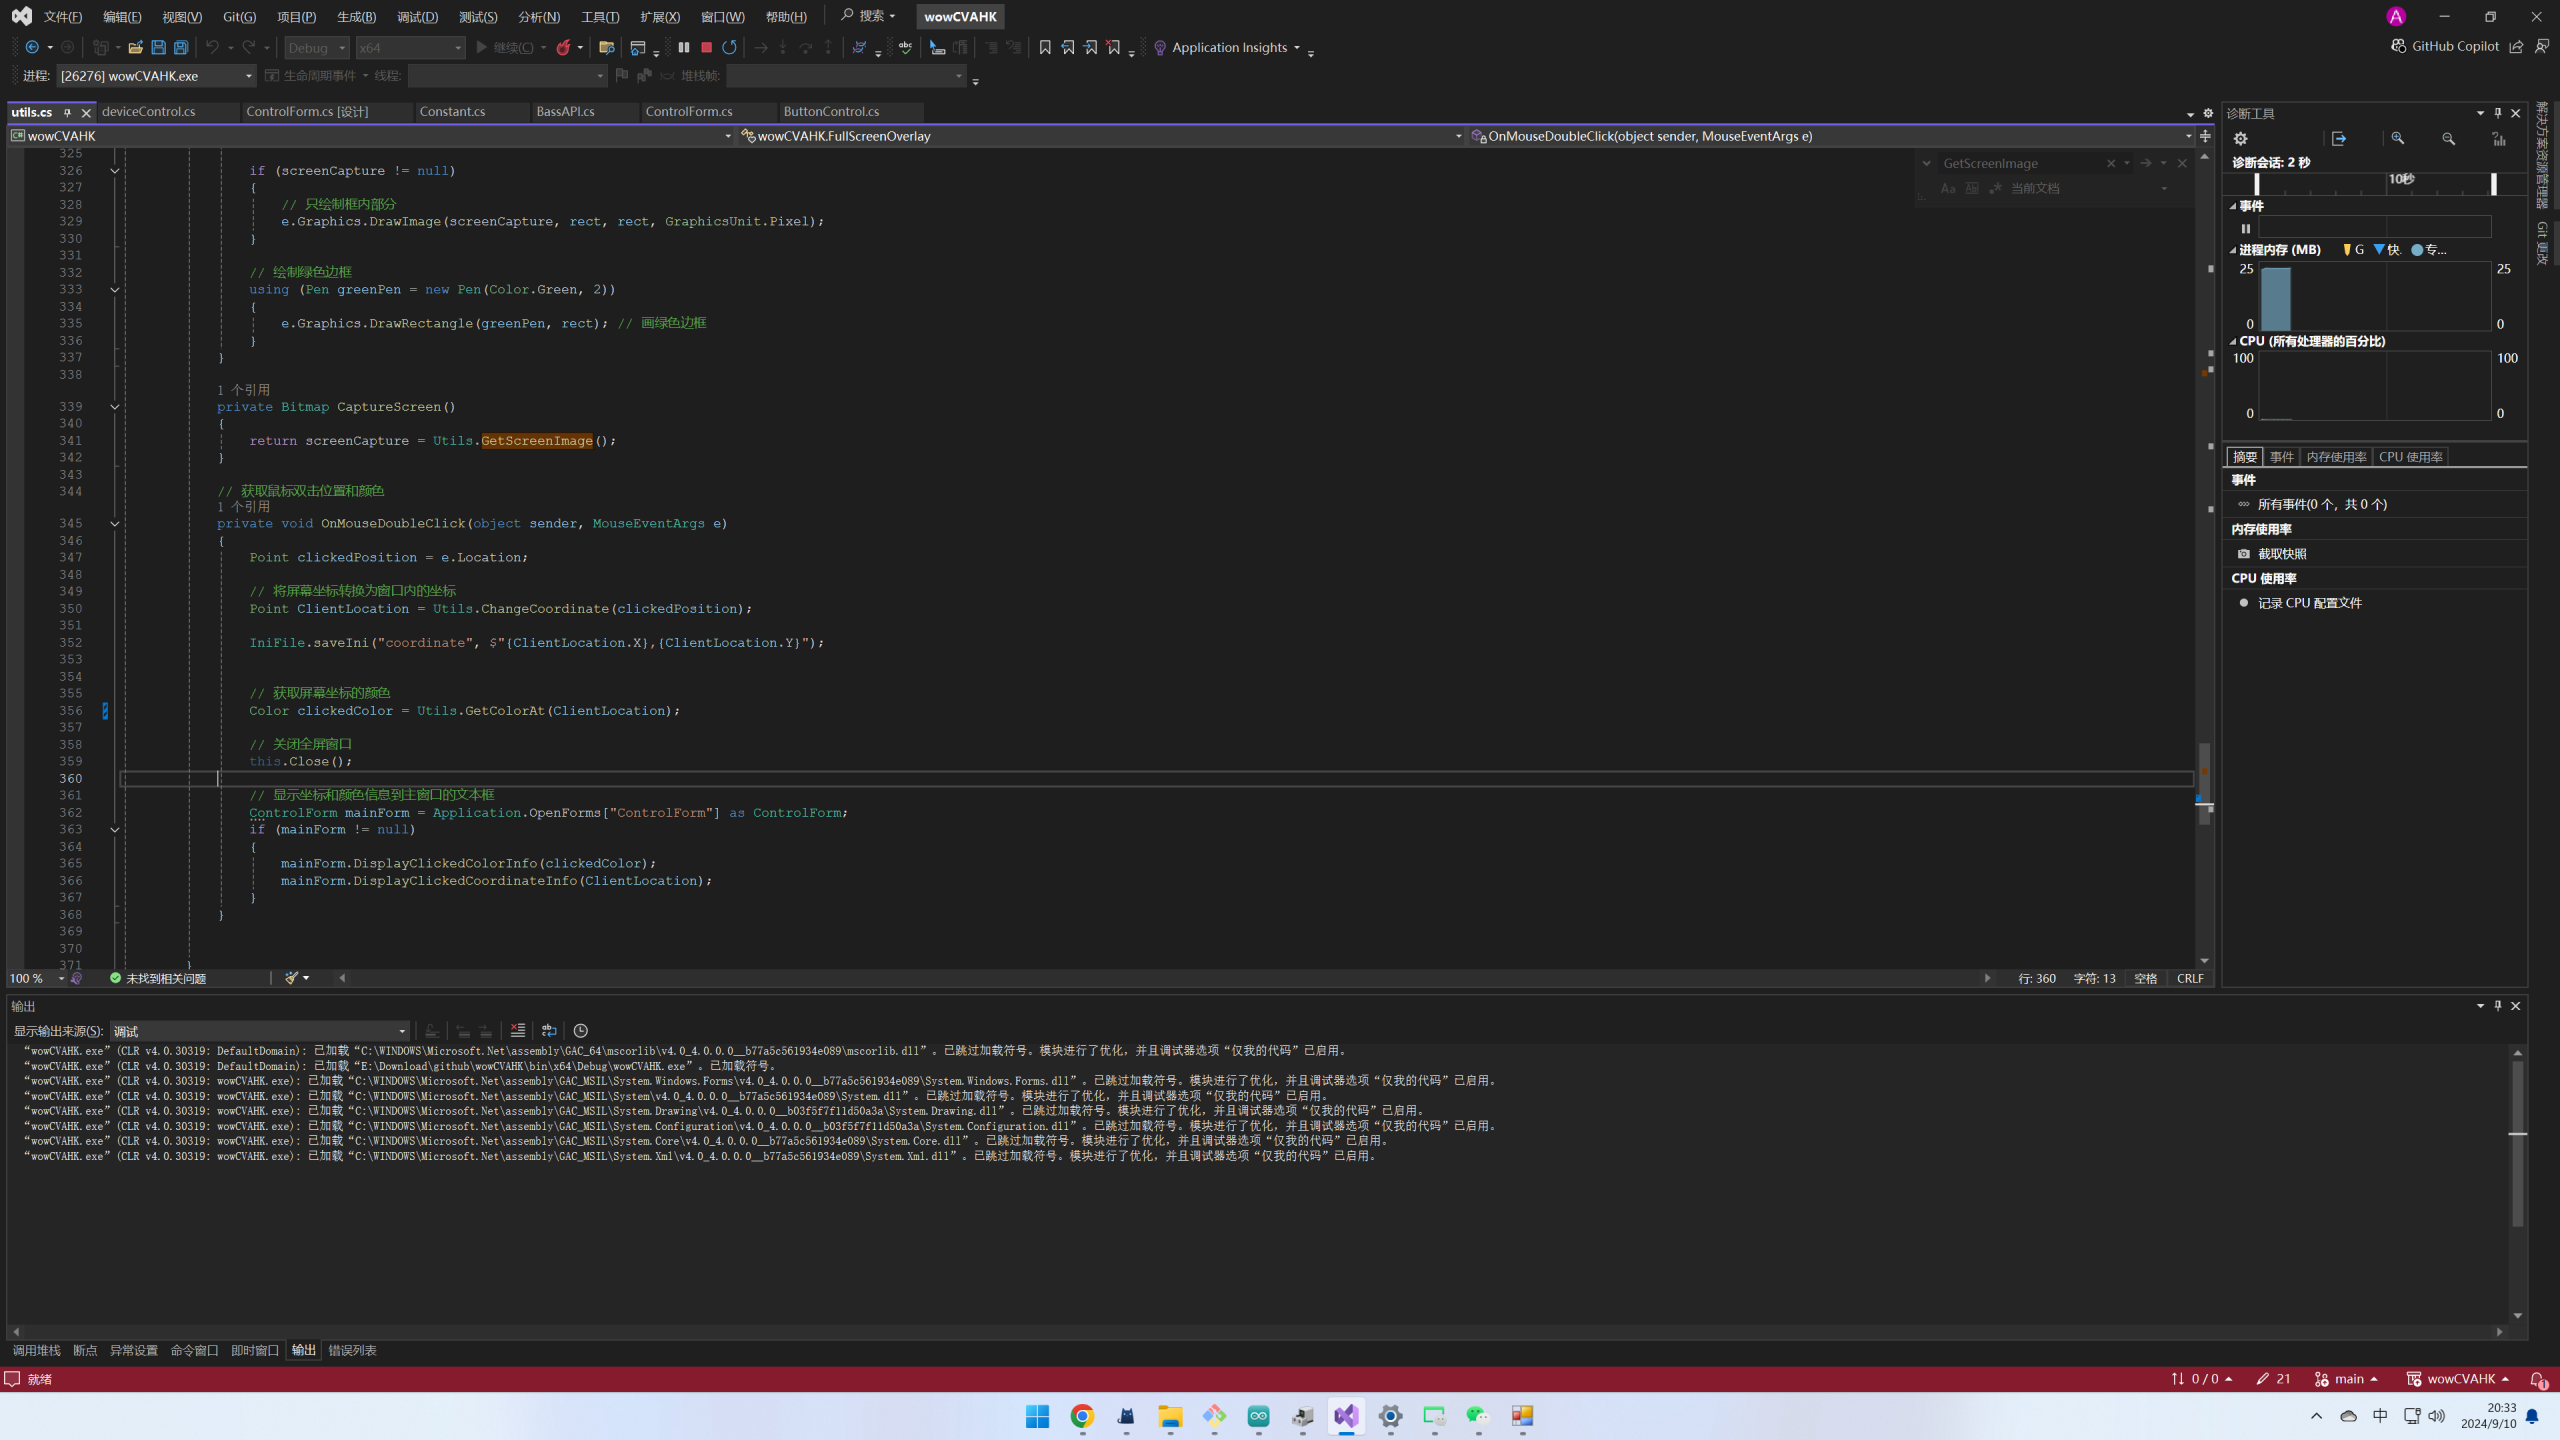 文件(F) 编辑(E) 视图(V) Git(G) 项目(P) 生成(B) 调试(D) 测试(S) 分析(N) 工具(T) 扩展(X) 窗口(W) 帮助(H) 搜索 wowCVAHK A
Debug x64 继续(C) Application Insights GitHub Copilot
进程: [26276] wowCVAHK.exe 生命周期事件 线程: 堆栈帧:
utils.cs deviceControl.cs ControlForm.cs [设计] Constant.cs BassAPI.cs ControlForm.cs ButtonControl.cs
wowCVAHK wowCVAHK.FullScreenOverlay OnMouseDoubleClick(object sender, MouseEventArgs e)
GetScreenImage
Aa 当前文档
325
326 if (screenCapture != null)
327 {
328 // 只绘制框内部分
329 e.Graphics.DrawImage(screenCapture, rect, rect, GraphicsUnit.Pixel);
330 }
331
332 // 绘制绿色边框
333 using (Pen greenPen = new Pen(Color.Green, 2))
334 {
335 e.Graphics.DrawRectangle(greenPen, rect); // 画绿色边框
336 }
337 }
338
1 个引用
339 private Bitmap CaptureScreen()
340 {
341 return screenCapture = Utils.GetScreenImage();
342 }
343
344 // 获取鼠标双击位置和颜色
1 个引用
345 private void OnMouseDoubleClick(object sender, MouseEventArgs e)
346 {
347 Point clickedPosition = e.Location;
348
349 // 将屏幕坐标转换为窗口内的坐标
350 Point ClientLocation = Utils.ChangeCoordinate(clickedPosition);
351
352 IniFile.saveIni("coordinate", $"{ClientLocation.X},{ClientLocation.Y}");
353
354
355 // 获取屏幕坐标的颜色
356 Color clickedColor = Utils.GetColorAt(ClientLocation);
357
358 // 关闭全屏窗口
359 this.Close();
360
361 // 显示坐标和颜色信息到主窗口的文本框
362 ControlForm mainForm = Application.OpenForms["ControlForm"] as ControlForm;
363 if (mainForm != null)
364 {
365 mainForm.DisplayClickedColorInfo(clickedColor);
366 mainForm.DisplayClickedCoordinateInfo(ClientLocation);
367 }
368 }
369
370
371 }
100 % 未找到相关问题 行: 360 字符: 13 空格 CRLF
诊断工具
诊断会话: 2 秒
10秒
事件
进程内存 (MB) G 快. 专...
25 25
0 0
CPU (所有处理器的百分比)
100 100
0 0
摘要 事件 内存使用率 CPU 使用率
事件
所有事件(0 个，共 0 个)
内存使用率
截取快照
CPU 使用率
记录 CPU 配置文件
解决方案资源管理器
Git 更改
输出
显示输出来源(S): 调试
“wowCVAHK.exe”(CLR v4.0.30319: DefaultDomain): 已加载“C:\WINDOWS\Microsoft.Net\assembly\GAC_64\mscorlib\v4.0_4.0.0.0__b77a5c561934e089\mscorlib.dll”。已跳过加载符号。模块进行了优化，并且调试器选项“仅我的代码”已启用。
“wowCVAHK.exe”(CLR v4.0.30319: DefaultDomain): 已加载“E:\Download\github\wowCVAHK\bin\x64\Debug\wowCVAHK.exe”。已加载符号。
“wowCVAHK.exe”(CLR v4.0.30319: wowCVAHK.exe): 已加载“C:\WINDOWS\Microsoft.Net\assembly\GAC_MSIL\System.Windows.Forms\v4.0_4.0.0.0__b77a5c561934e089\System.Windows.Forms.dll”。已跳过加载符号。模块进行了优化，并且调试器选项“仅我的代码”已启用。
“wowCVAHK.exe”(CLR v4.0.30319: wowCVAHK.exe): 已加载“C:\WINDOWS\Microsoft.Net\assembly\GAC_MSIL\System\v4.0_4.0.0.0__b77a5c561934e089\System.dll”。已跳过加载符号。模块进行了优化，并且调试器选项“仅我的代码”已启用。
“wowCVAHK.exe”(CLR v4.0.30319: wowCVAHK.exe): 已加载“C:\WINDOWS\Microsoft.Net\assembly\GAC_MSIL\System.Drawing\v4.0_4.0.0.0__b03f5f7f11d50a3a\System.Drawing.dll”。已跳过加载符号。模块进行了优化，并且调试器选项“仅我的代码”已启用。
“wowCVAHK.exe”(CLR v4.0.30319: wowCVAHK.exe): 已加载“C:\WINDOWS\Microsoft.Net\assembly\GAC_MSIL\System.Configuration\v4.0_4.0.0.0__b03f5f7f11d50a3a\System.Configuration.dll”。已跳过加载符号。模块进行了优化，并且调试器选项“仅我的代码”已启用。
“wowCVAHK.exe”(CLR v4.0.30319: wowCVAHK.exe): 已加载“C:\WINDOWS\Microsoft.Net\assembly\GAC_MSIL\System.Core\v4.0_4.0.0.0__b77a5c561934e089\System.Core.dll”。已跳过加载符号。模块进行了优化，并且调试器选项“仅我的代码”已启用。
“wowCVAHK.exe”(CLR v4.0.30319: wowCVAHK.exe): 已加载“C:\WINDOWS\Microsoft.Net\assembly\GAC_MSIL\System.Xml\v4.0_4.0.0.0__b77a5c561934e089\System.Xml.dll”。已跳过加载符号。模块进行了优化，并且调试器选项“仅我的代码”已启用。
调用堆栈 断点 异常设置 命令窗口 即时窗口 输出 错误列表
就绪 0 / 0 21 main wowCVAHK 1
中 20:33
2024/9/10